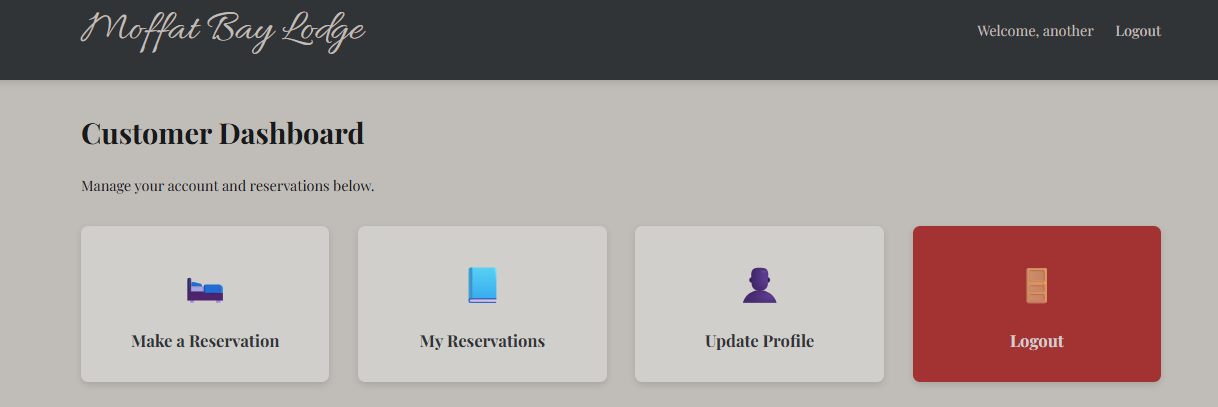 Moffat Bay Lodge
Welcome, another Logout
Customer Dashboard
Manage your account and reservations below.
Make a Reservation
My Reservations
Update Profile
Logout